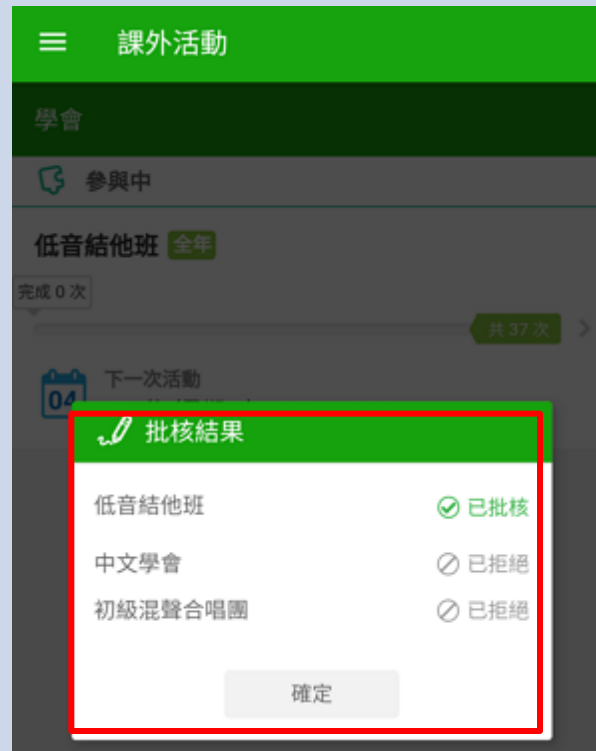 課外活動
學會
參與中
低音結他班 全年
完成 0 次
共 37 次
下一次活動
04
批核結果
低音結他班 已批核
中文學會 已拒絕
初級混聲合唱團 已拒絕
確定